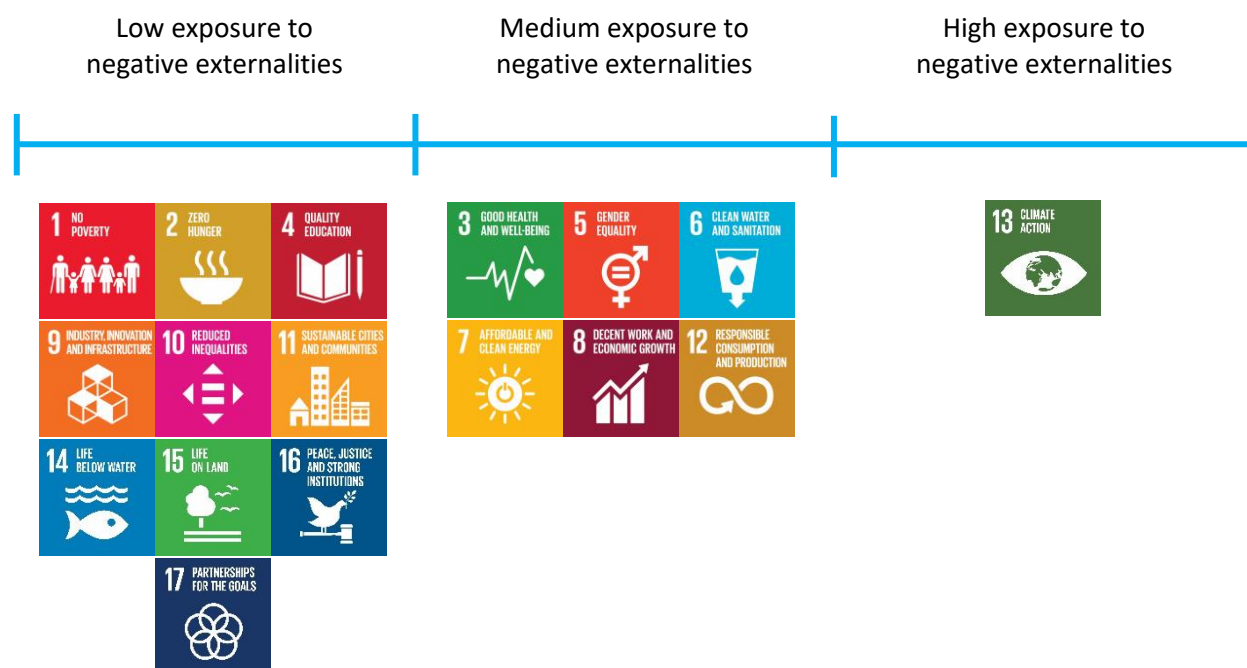 Low exposure to
negative externalities
Medium exposure to
negative externalities
High exposure to
negative externalities
1 NO
POVERTY
2 ZERO
HUNGER
4 QUALITY
EDUCATION
9 INDUSTRY, INNOVATION
AND INFRASTRUCTURE
10 REDUCED
INEQUALITIES
11 SUSTAINABLE CITIES
AND COMMUNITIES
14 LIFE
BELOW WATER
15 LIFE
ON LAND
16 PEACE, JUSTICE
AND STRONG
INSTITUTIONS
17 PARTNERSHIPS
FOR THE GOALS
3 GOOD HEALTH
AND WELL-BEING
5 GENDER
EQUALITY
6 CLEAN WATER
AND SANITATION
7 AFFORDABLE AND
CLEAN ENERGY
8 DECENT WORK AND
ECONOMIC GROWTH
12 RESPONSIBLE
CONSUMPTION
AND PRODUCTION
13 CLIMATE
ACTION